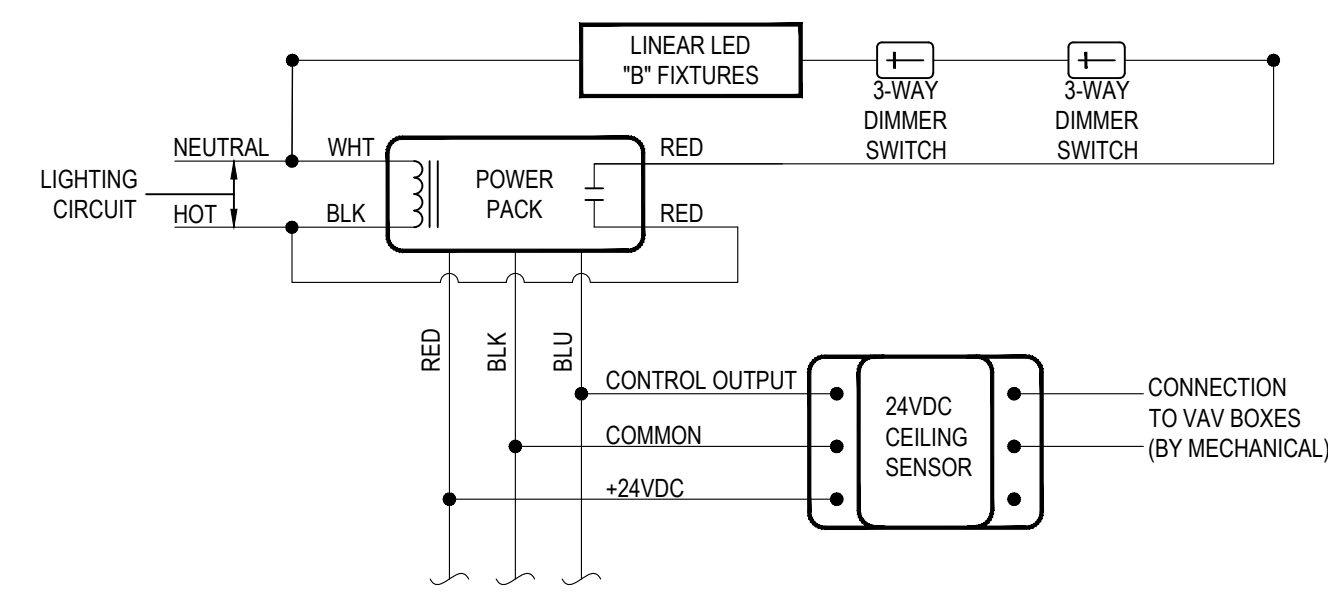 LINEAR LED
"B" FIXTURES
3-WAY
DIMMER
SWITCH
3-WAY
DIMMER
SWITCH
NEUTRAL
WHT
RED
LIGHTING
CIRCUIT
POWER
PACK
HOT
BLK
RED
RED
BLK
BLU
CONTROL OUTPUT
COMMON
+24VDC
24VDC
CEILING
SENSOR
CONNECTION
TO VAV BOXES
(BY MECHANICAL)